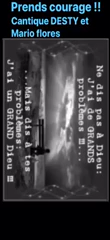 Prends courage !!
Cantique DESTY et
Mario flores
Ne dis pas à Dieu:
J'ai de GRANDS
problèmes !!...
...Mais dis à tes
problèmes:
J'ai un GRAND Dieu !!!